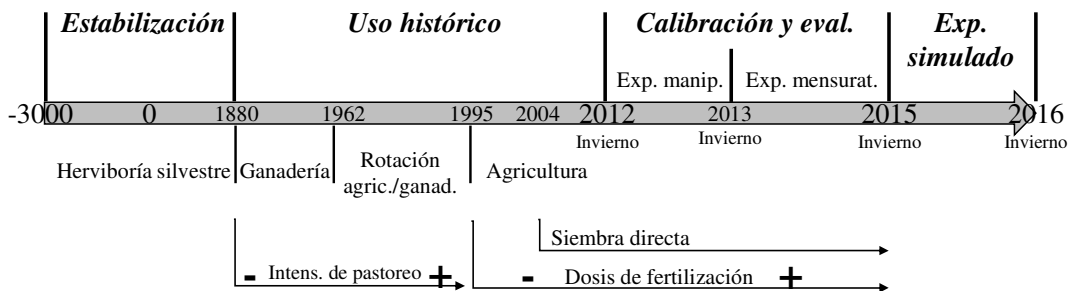 Estabilización
Uso histórico
Calibración y eval.
Exp.
simulado
Exp. manip.
Exp. mensurat.
-3000 0 1880 1962 1995 2004 2012 2013 2015 2016
Invierno Invierno Invierno Invierno
Herviboría silvestre
Ganadería
Rotación
agric./ganad.
Agricultura
Siembra directa
- Intens. de pastoreo +
- Dosis de fertilización +